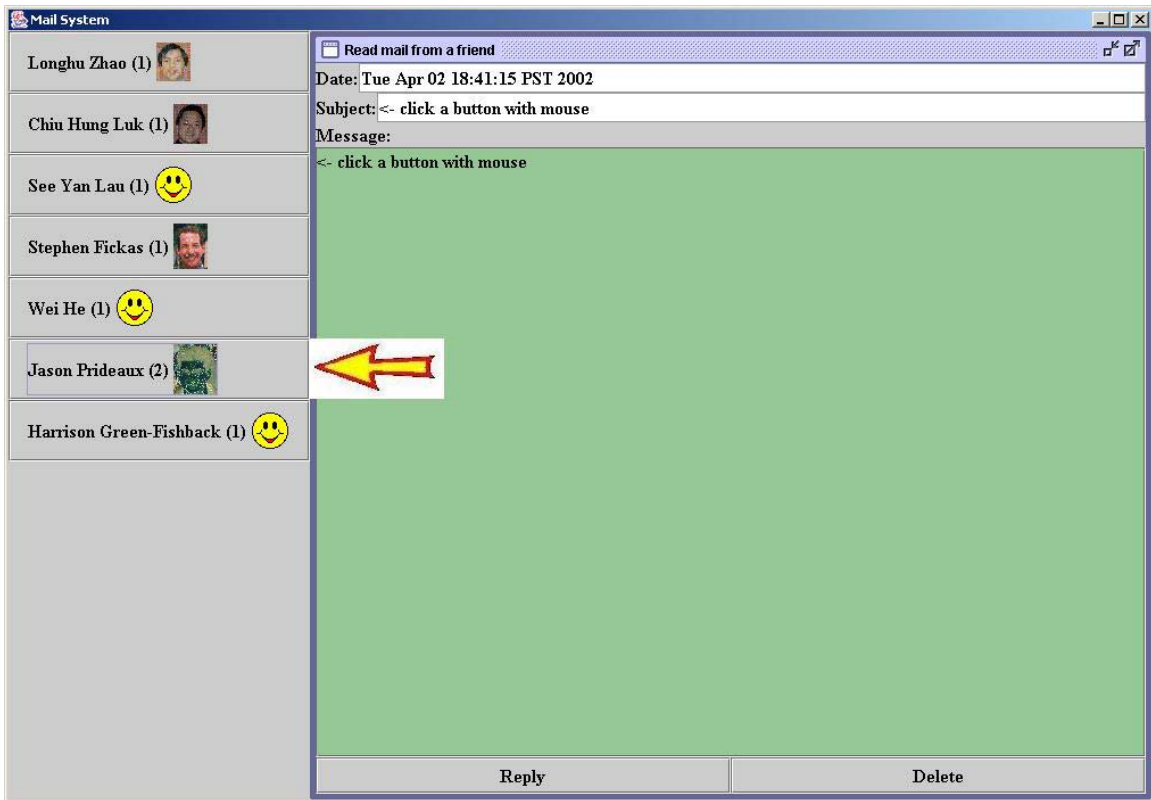 Mail System
Longhu Zhao (1)
Chiu Hung Luk (1)
See Yan Lau (1)
Stephen Fickas (1)
Wei He (1)
Jason Prideaux (2)
Harrison Green-Fishback (1)
Read mail from a friend
Date: Tue Apr 02 18:41:15 PST 2002
Subject: <- click a button with mouse
Message:
<- click a button with mouse
Reply Delete